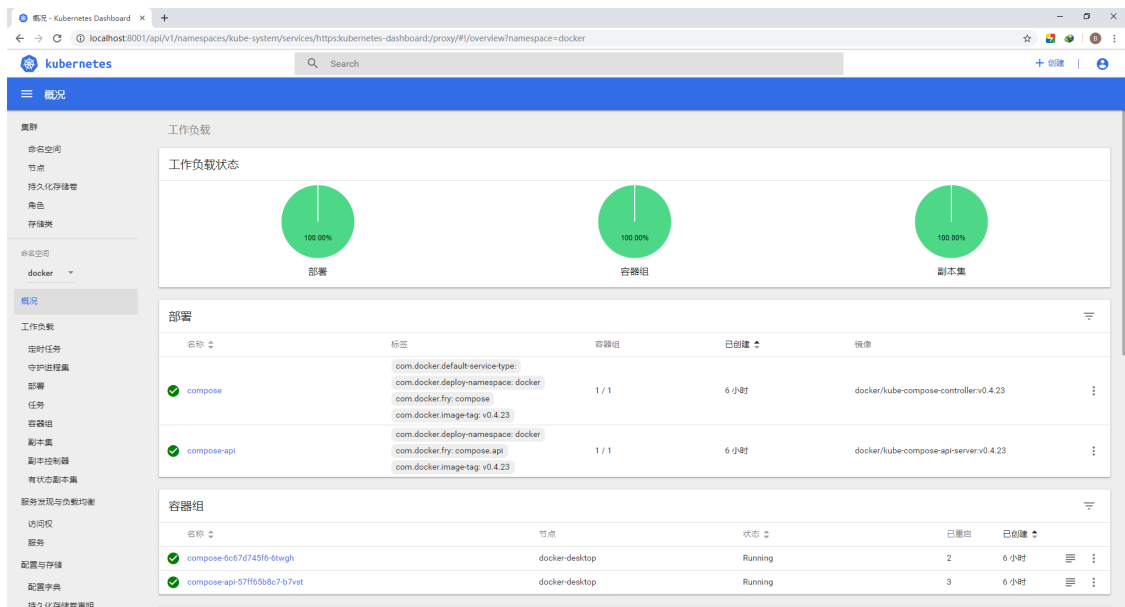 概况 - Kubernetes Dashboard
localhost:8001/api/v1/namespaces/kube-system/services/https:kubernetes-dashboard:/proxy/#!/overview?namespace=docker
B
kubernetes
Search
+ 创建
概况
集群
命名空间
节点
持久化存储卷
角色
存储类
命名空间
docker
概况
工作负载
定时任务
守护进程集
部署
任务
容器组
副本集
副本控制器
有状态副本集
服务发现与负载均衡
访问权
服务
配置与存储
配置字典
持久化存储卷声明
工作负载
工作负载状态
100.00%
部署
100.00%
容器组
100.00%
副本集
部署
名称 标签 容器组 已创建 镜像
compose
com.docker.default-service-type:
com.docker.deploy-namespace: docker
com.docker.fry: compose
com.docker.image-tag: v0.4.23
1 / 1 6 小时 docker/kube-compose-controller:v0.4.23
compose-api
com.docker.deploy-namespace: docker
com.docker.fry: compose.api
com.docker.image-tag: v0.4.23
1 / 1 6 小时 docker/kube-compose-api-server:v0.4.23
容器组
名称 节点 状态 已重启 已创建
compose-6c67d745f6-6twgh docker-desktop Running 2 6 小时
compose-api-57ff65b8c7-b7vst docker-desktop Running 3 6 小时